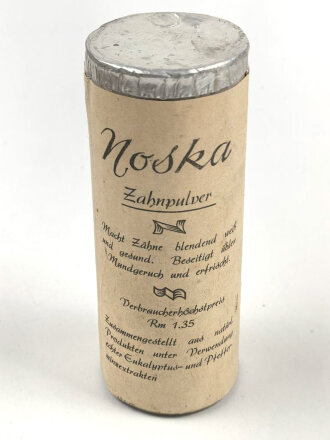 Noska
Zahnpulver
Macht Zähne blendend weiß
und gesund. Beseitigt üblen
Mundgeruch und erfrischt.
Verbraucherhöchstpreis
Rm 1.35
Zusammengestellt aus natürl.
Produkten unter Verwendung
echter Eukalyptus- und Pfeffer
minzextrakten